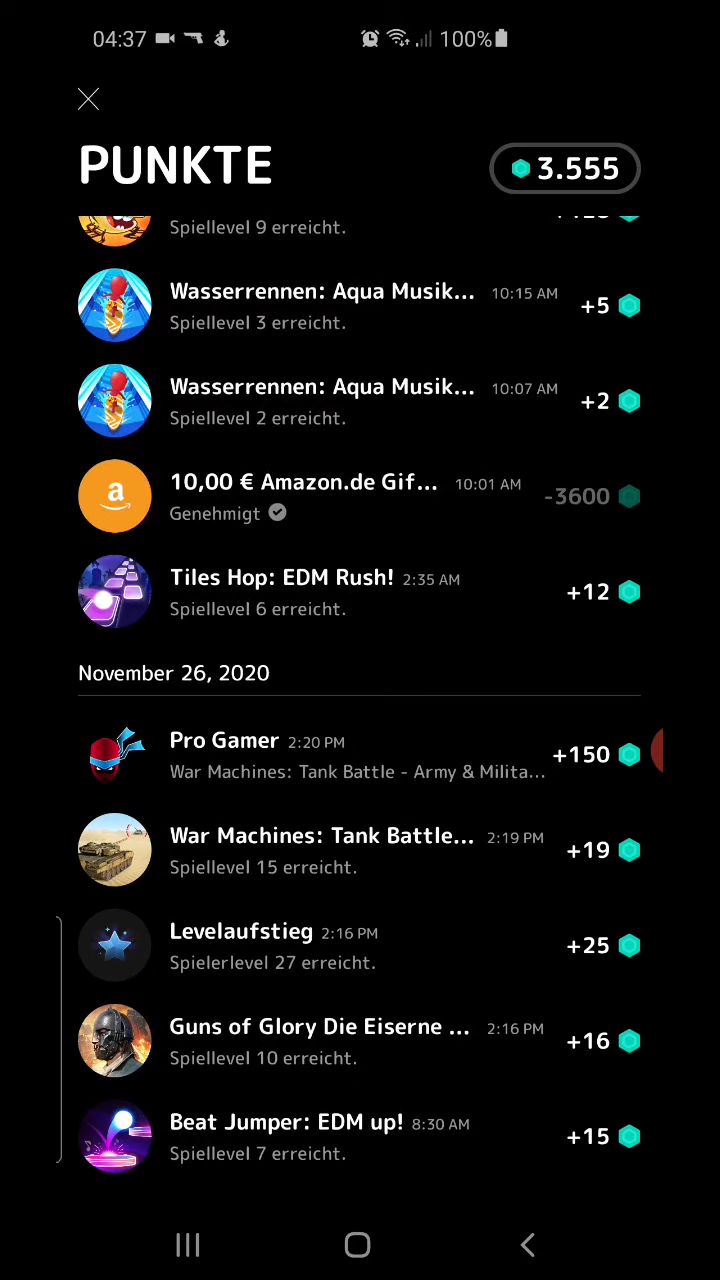 04:37 100%
PUNKTE 3.555
Spiellevel 9 erreicht.
Wasserrennen: Aqua Musik... 10:15 AM +5
Spiellevel 3 erreicht.
Wasserrennen: Aqua Musik... 10:07 AM +2
Spiellevel 2 erreicht.
10,00 € Amazon.de Gif... 10:01 AM -3600
Genehmigt
Tiles Hop: EDM Rush! 2:35 AM +12
Spiellevel 6 erreicht.
November 26, 2020
Pro Gamer 2:20 PM +150
War Machines: Tank Battle - Army & Milita...
War Machines: Tank Battle... 2:19 PM +19
Spiellevel 15 erreicht.
Levelaufstieg 2:16 PM +25
Spielerlevel 27 erreicht.
Guns of Glory Die Eiserne ... 2:16 PM +16
Spiellevel 10 erreicht.
Beat Jumper: EDM up! 8:30 AM +15
Spiellevel 7 erreicht.